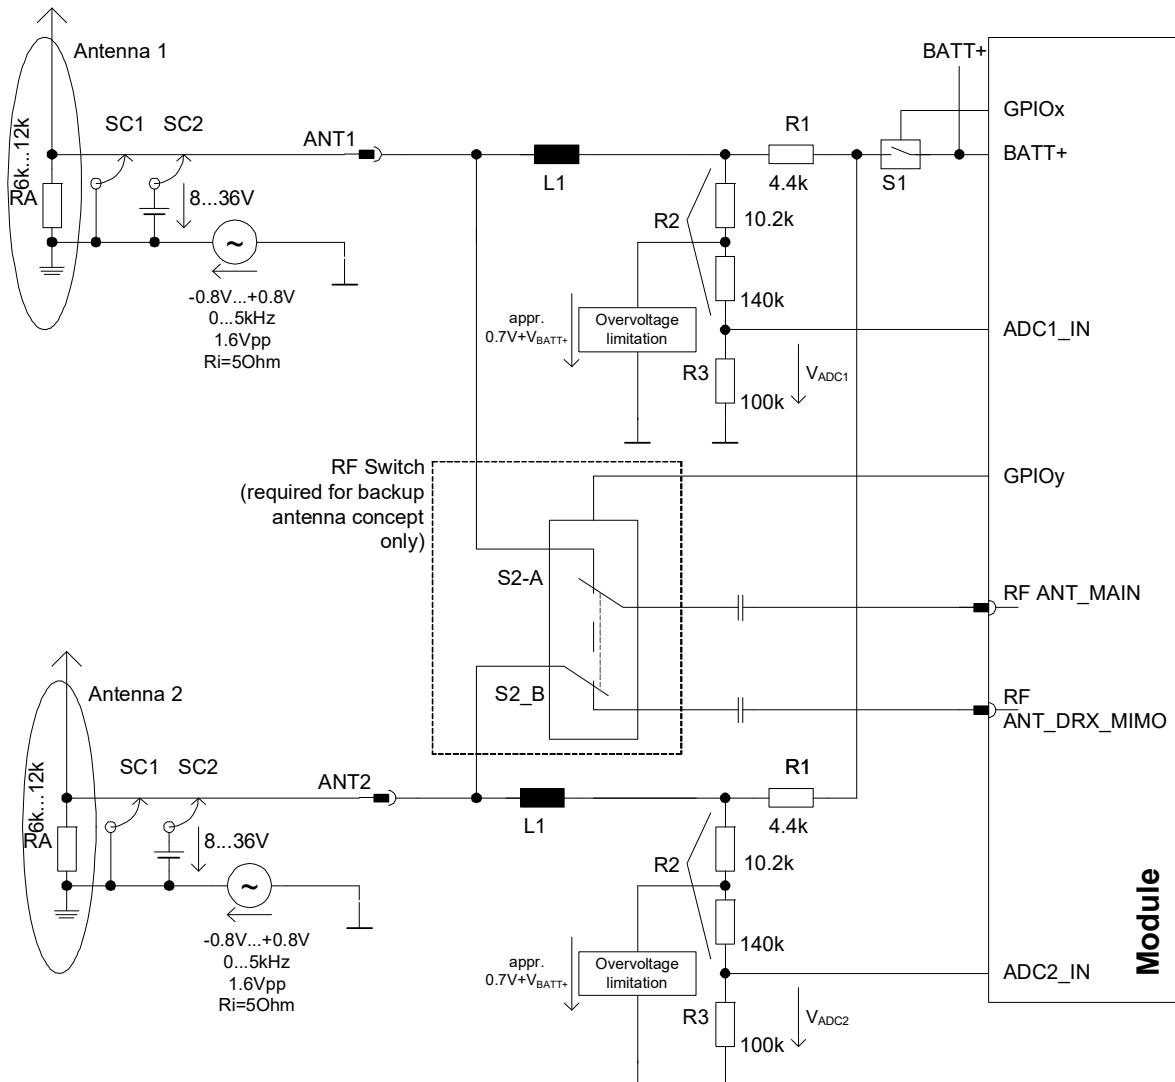 Antenna 1
BATT+
GPIOx
SC1
SC2
ANT1
R1
BATT+
6k...12k
RA
L1
4.4k
S1
8...36V
R2
10.2k
~
-0.8V...+0.8V
0...5kHz
1.6Vpp
Ri=5Ohm
140k
appr.
0.7V+VBATT+
Overvoltage
limitation
ADC1_IN
R3
VADC1
100k
RF Switch
(required for backup
antenna concept
only)
GPIOy
S2-A
RF ANT_MAIN
S2_B
RF
ANT_DRX_MIMO
Antenna 2
SC1
SC2
ANT2
R1
6k...12k
RA
L1
4.4k
8...36V
R2
10.2k
~
-0.8V...+0.8V
0...5kHz
1.6Vpp
Ri=5Ohm
140k
appr.
0.7V+VBATT+
Overvoltage
limitation
ADC2_IN
R3
VADC2
100k
Module